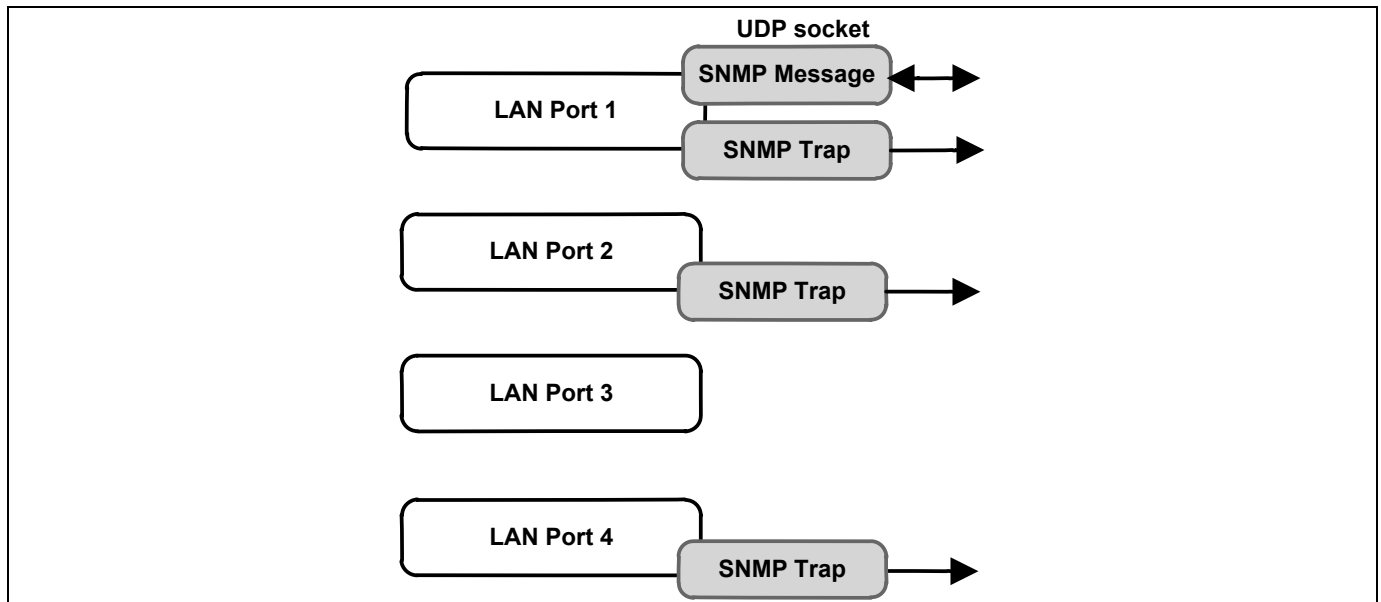 UDP socket
SNMP Message
LAN Port 1
SNMP Trap
LAN Port 2
SNMP Trap
LAN Port 3
LAN Port 4
SNMP Trap